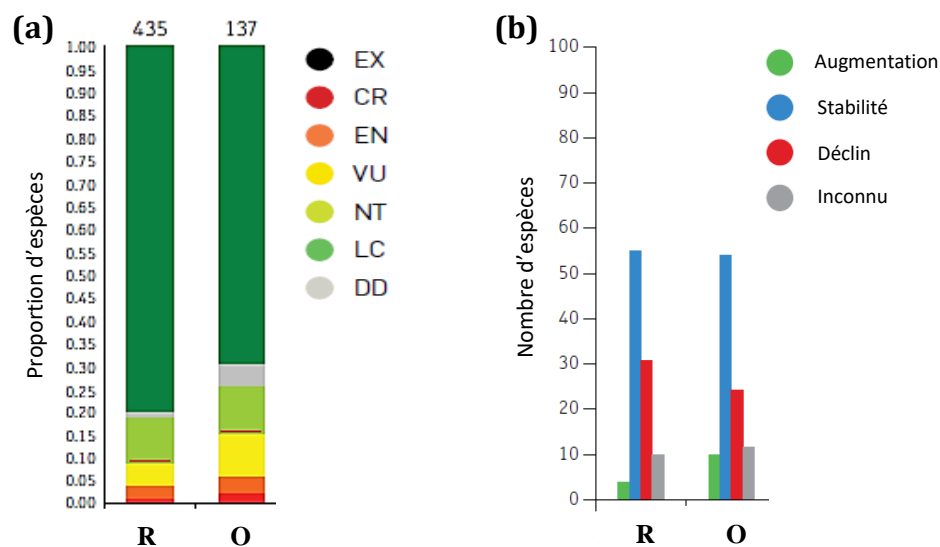 (a)
435 137
Proportion d'espèces
1.00
0.95
0.90
0.85
0.80
0.75
0.70
0.65
0.60
0.55
0.50
0.45
0.40
0.35
0.30
0.25
0.20
0.15
0.10
0.05
0.00
R O
EX
CR
EN
VU
NT
LC
DD
(b)
Nombre d'espèces
100
90
80
70
60
50
40
30
20
10
0
R O
Augmentation
Stabilité
Déclin
Inconnu